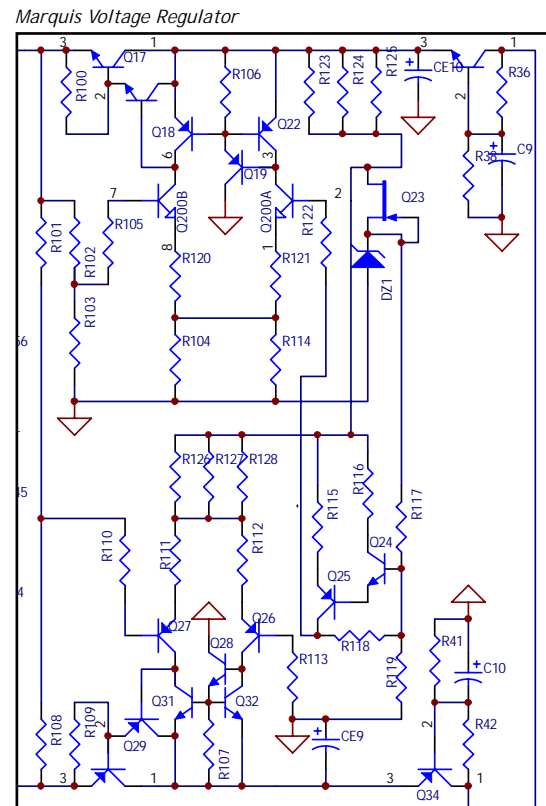 Marquis Voltage Regulator
3
Q17
1
3
R100
2
R106
R123
R124
R125
CE10
R36
2
Q18
Q22
6
Q19
3
R38
C9
7
Q200B
Q200A
2
R122
Q23
R101
R102
R105
8
R120
1
R121
DZ1
R103
R104
R114
66
45
R126
R127
R128
R115
R116
R117
R110
R111
R112
Q24
Q25
4
Q27
Q28
Q26
R118
R41
R113
R119
C10
Q31
Q32
R108
R109
2
Q29
R107
CE9
2
R42
3
1
3
Q34
1